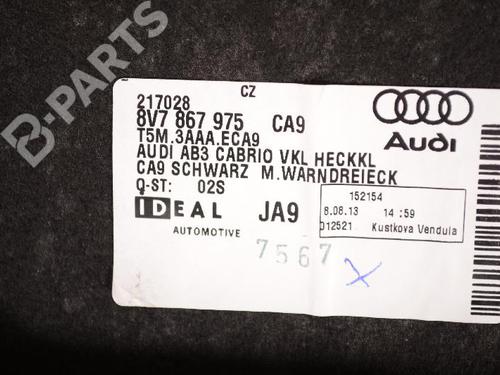 B-PARTS
CZ
217028
8V7 867 975 CA9
T5M.3AAA.ECA9
AUDI AB3 CABRIO VKL HECKKL
CA9 SCHWARZ M.WARNDREIECK
Q-ST: 02S
IDEAL JA9
AUTOMOTIVE
Audi
152154
8.08.13 14:59
012521 Kustkova Vendula
7567
X